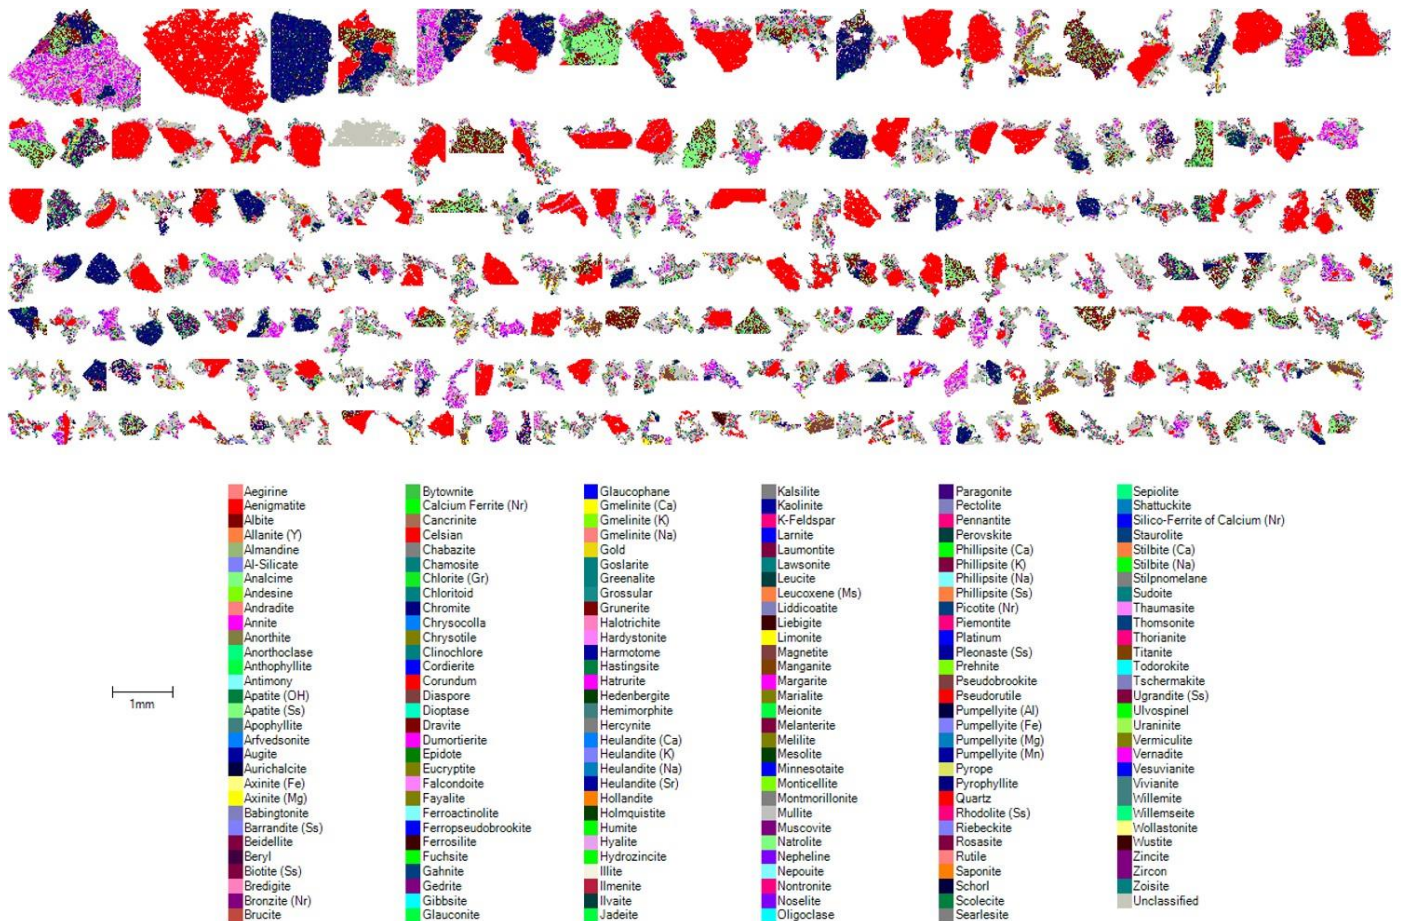 Aegirine
Aenigmatite
Albite
Allanite (Y)
Almandine
Al-Silicate
Analcime
Andesine
Andradite
Annite
Anorthite
Anorthoclase
Anthophyllite
Antimony
Apatite (OH)
Apatite (Ss)
Apophyllite
Arfvedsonite
Augite
Aurichalcite
Axinite (Fe)
Axinite (Mg)
Babingtonite
Barrandite (Ss)
Beidellite
Beryl
Biotite (Ss)
Bredigite
Bronzite (Nr)
Brucite
Bytownite
Calcium Ferrite (Nr)
Cancrinite
Celsian
Chabazite
Chamosite
Chlorite (Gr)
Chloritoid
Chromite
Chrysocolla
Chrysotile
Clinochlore
Cordierite
Corundum
Diaspore
Dioptase
Dravite
Dumortierite
Epidote
Eucryptite
Falcondoite
Fayalite
Ferroactinolite
Ferropseudobrookite
Ferrosilite
Fuchsite
Gahnite
Gedrite
Gibbsite
Glauconite
Glaucophane
Gmelinite (Ca)
Gmelinite (K)
Gmelinite (Na)
Gold
Goslarite
Greenalite
Grossular
Grunerite
Halotrichite
Hardystonite
Harmotome
Hastingsite
Hatrurite
Hedenbergite
Hemimorphite
Hercynite
Heulandite (Ca)
Heulandite (K)
Heulandite (Na)
Heulandite (Sr)
Hollandite
Holmquistite
Humite
Hyalite
Hydrozincite
Illite
Ilmenite
Ilvaite
Jadeite
Kalsilite
Kaolinite
K-Feldspar
Larnite
Laumontite
Lawsonite
Leucite
Leucoxene (Ms)
Liddicoatite
Liebigite
Limonite
Magnetite
Manganite
Margarite
Marialite
Meionite
Melanterite
Melilite
Mesolite
Minnesotaite
Monticellite
Montmorillonite
Mullite
Muscovite
Natrolite
Nepheline
Nepouite
Nontronite
Noselite
Oligoclase
Paragonite
Pectolite
Pennantite
Perovskite
Phillipsite (Ca)
Phillipsite (K)
Phillipsite (Na)
Phillipsite (Ss)
Picotite (Nr)
Piemontite
Platinum
Pleonaste (Ss)
Prehnite
Pseudobrookite
Pseudorutile
Pumpellyite (Al)
Pumpellyite (Fe)
Pumpellyite (Mg)
Pumpellyite (Mn)
Pyrope
Pyrophyllite
Quartz
Rhodolite (Ss)
Riebeckite
Rosasite
Rutile
Saponite
Schorl
Scolecite
Searlesite
Sepiolite
Shattuckite
Silico-Ferrite of Calcium (Nr)
Staurolite
Stilbite (Ca)
Stilbite (Na)
Stilpnomelane
Sudoite
Thaumasite
Thomsonite
Thorianite
Titanite
Todorokite
Tschermakite
Ugrandite (Ss)
Ulvospinel
Uraninite
Vermiculite
Vernadite
Vesuvianite
Vivianite
Willemite
Willemseite
Wollastonite
Wustite
Zincite
Zircon
Zoisite
Unclassified
1mm